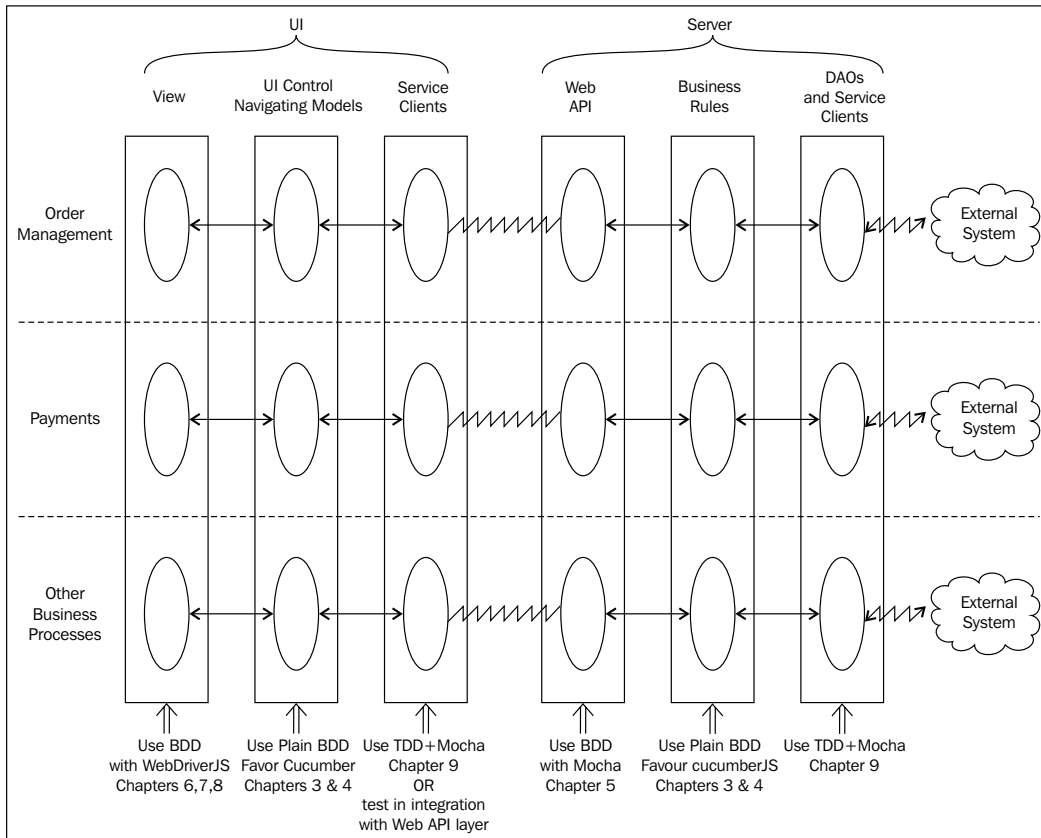 UI
Server
View
UI Control
Navigating Models
Service
Clients
Web
API
Business
Rules
DAOs
and Service
Clients
Order
Management
External
System
Payments
External
System
Other
Business
Processes
External
System
Use BDD
with WebDriverJS
Chapters 6,7,8
Use Plain BDD
Favor Cucumber
Chapters 3 & 4
Use TDD+Mocha
Chapter 9
OR
test in integration
with Web API layer
Use BDD
with Mocha
Chapter 5
Use Plain BDD
Favour cucumberJS
Chapters 3 & 4
Use TDD+Mocha
Chapter 9